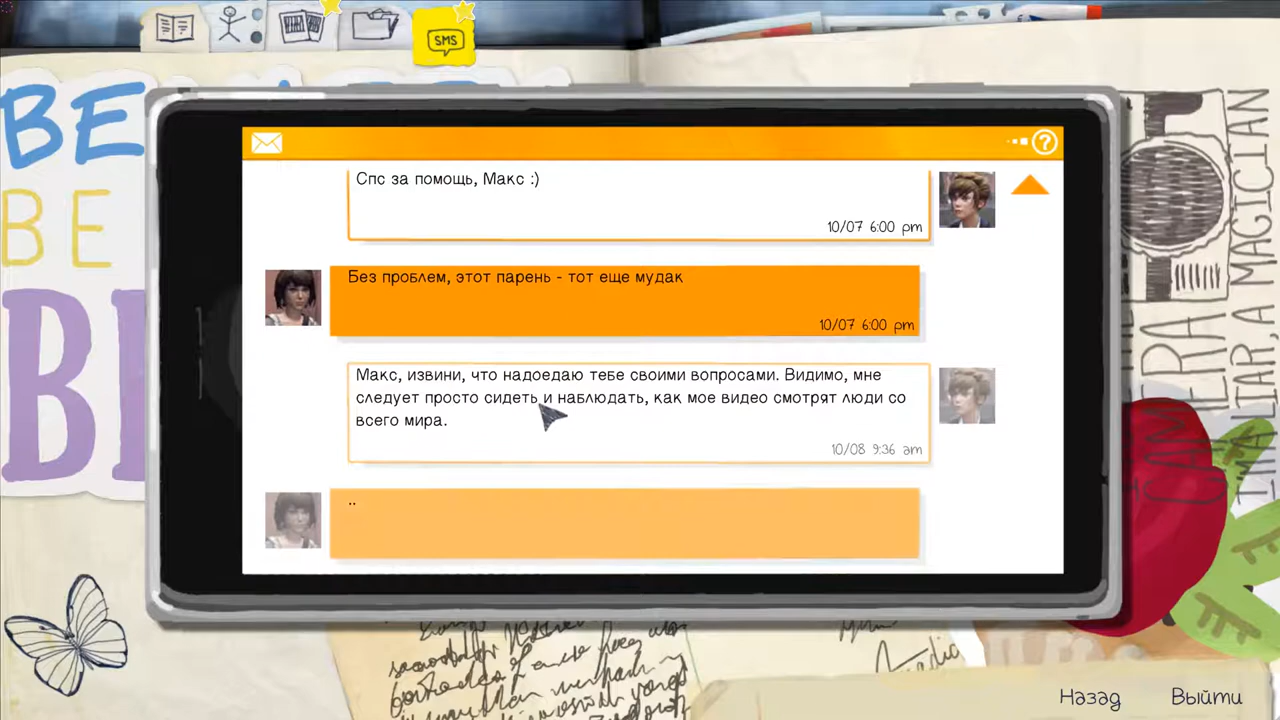 SMS
BE
BE
B
Спс за помощь, Макс :)
10/07 6:00 pm
Без проблем, этот парень - тот еще мудак
10/07 6:00 pm
Макс, извини, что надоедаю тебе своими вопросами. Видимо, мне
следует просто сидеть и наблюдать, как мое видео смотрят люди со
всего мира.
10/08 9:36 am
..
I'M A LIAR, A MAGICIAN
Назад
Выйти